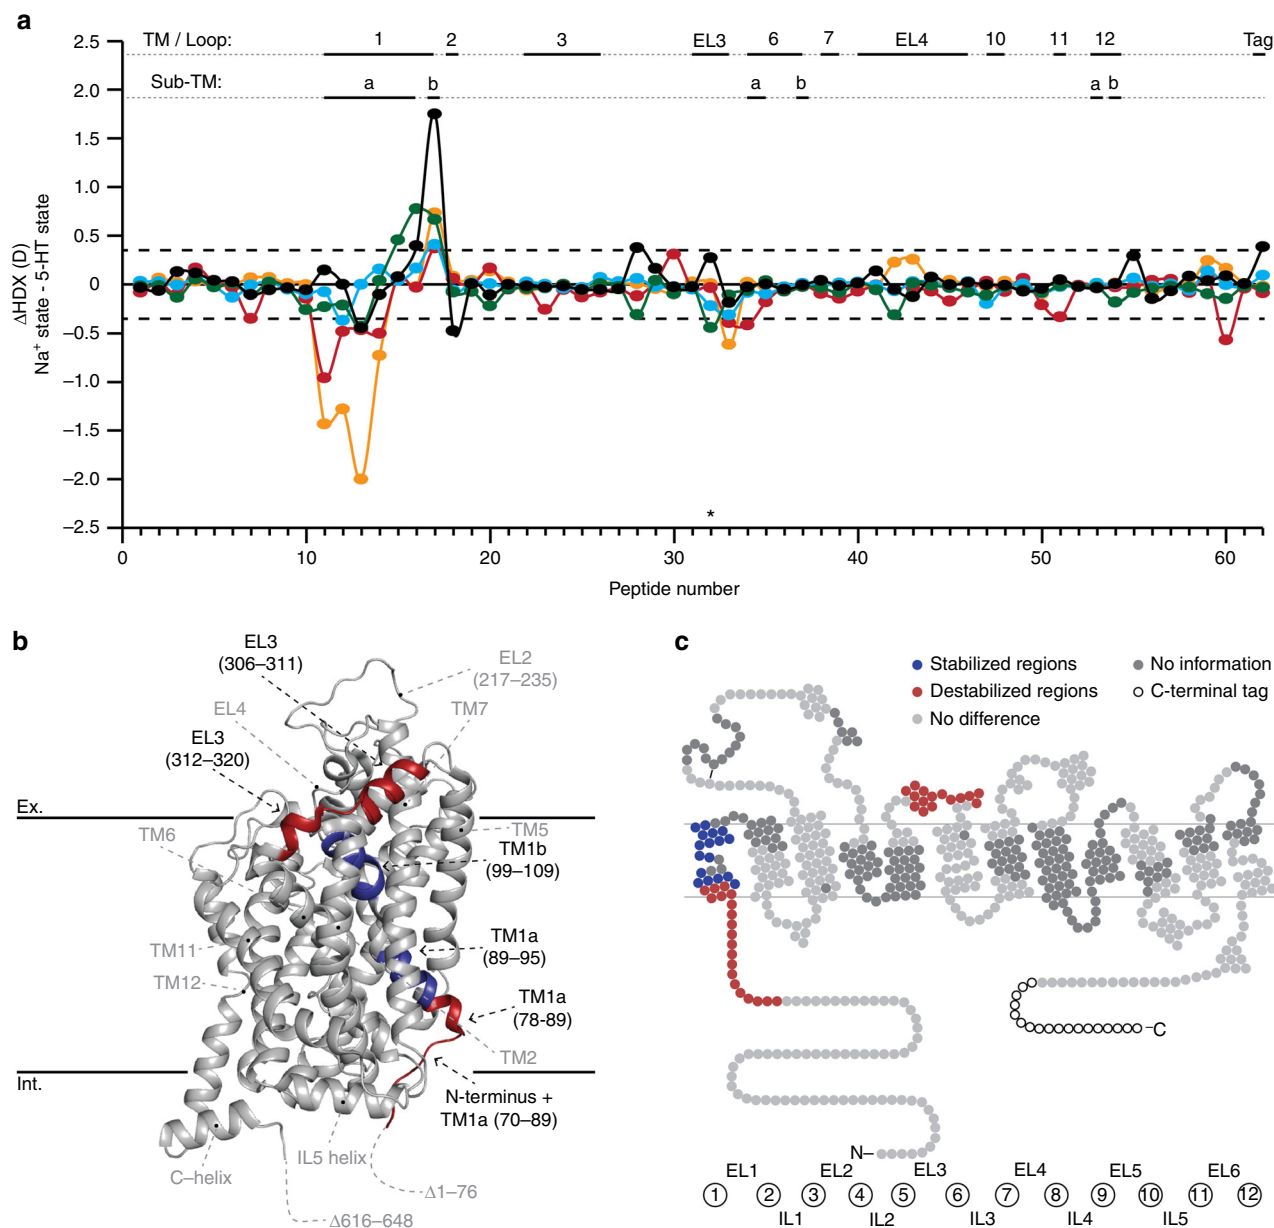 a
TM / Loop: 1 2 3 EL3 6 7 EL4 10 11 12 Tag
Sub-TM: a b a b a b
2.5
2.0
1.5
1.0
0.5
0
–0.5
–1.0
–1.5
–2.0
–2.5
ΔHDX (D)
Na⁺ state - 5-HT state
*
0 10 20 30 40 50 60
Peptide number
b
EL3
(306–311)
EL2
(217–235)
EL4
TM7
EL3
(312–320)
Ex.
TM6
TM5
TM1b
(99–109)
TM11
TM1a
(89–95)
TM12
TM1a
(78-89)
TM2
Int.
N-terminus +
TM1a (70–89)
C–helix
IL5 helix
Δ1–76
Δ616–648
c
Stabilized regions
No information
Destabilized regions
C-terminal tag
No difference
–C
N–
EL1 EL2 EL3 EL4 EL5 EL6
1 2 3 4 5 6 7 8 9 10 11 12
IL1 IL2 IL3 IL4 IL5